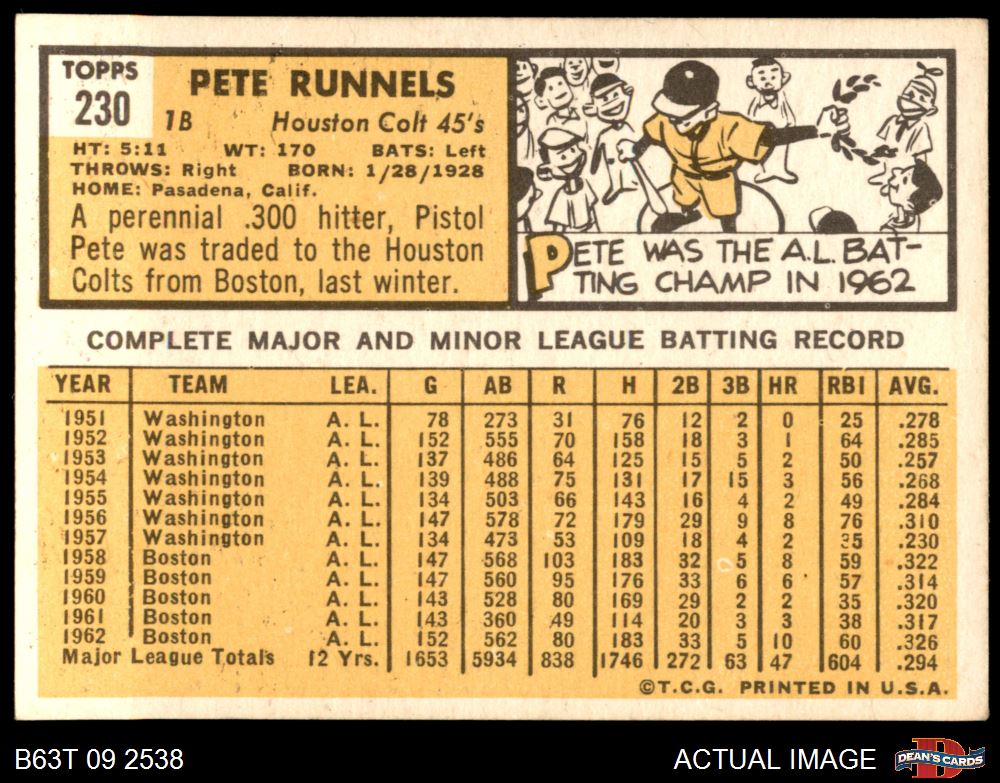 TOPPS
230
PETE RUNNELS
1B Houston Colt 45's
HT: 5:11 WT: 170 BATS: Left
THROWS: Right BORN: 1/28/1928
HOME: Pasadena, Calif.
A perennial .300 hitter, Pistol
Pete was traded to the Houston
Colts from Boston, last winter.
PETE WAS THE A.L. BAT-
TING CHAMP IN 1962
COMPLETE MAJOR AND MINOR LEAGUE BATTING RECORD
YEAR TEAM LEA. G AB R H 2B 3B HR RBI AVG.
1951 Washington A. L. 78 273 31 76 12 2 0 25 .278
1952 Washington A. L. 152 555 70 158 18 3 1 64 .285
1953 Washington A. L. 137 486 64 125 15 5 2 50 .257
1954 Washington A. L. 139 488 75 131 17 15 3 56 .268
1955 Washington A. L. 134 503 66 143 16 4 2 49 .284
1956 Washington A. L. 147 578 72 179 29 9 8 76 .310
1957 Washington A. L. 134 473 53 109 18 4 2 35 .230
1958 Boston A. L. 147 568 103 183 32 5 8 59 .322
1959 Boston A. L. 147 560 95 176 33 6 6 57 .314
1960 Boston A. L. 143 528 80 169 29 2 2 35 .320
1961 Boston A. L. 143 360 49 114 20 3 3 38 .317
1962 Boston A. L. 152 562 80 183 33 5 10 60 .326
Major League Totals 12 Yrs. 1653 5934 838 1746 272 63 47 604 .294
©T.C.G. PRINTED IN U.S.A.
B63T 09 2538
ACTUAL IMAGE
D
DEAN'S CARDS